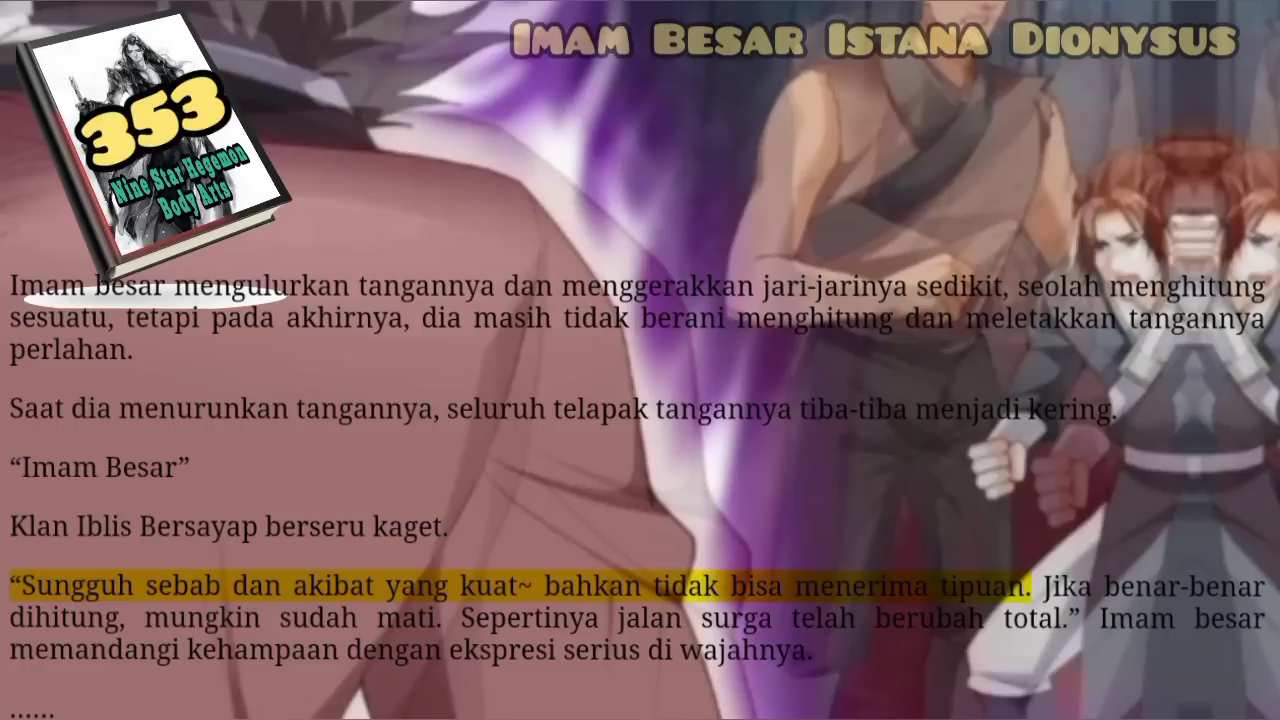 Imam Besar Istana Dionysus
353
Nine Star Hegemon
Body Arts
Imam besar mengulurkan tangannya dan menggerakkan jari-jarinya sedikit, seolah menghitung
sesuatu, tetapi pada akhirnya, dia masih tidak berani menghitung dan meletakkan tangannya
perlahan.
Saat dia menurunkan tangannya, seluruh telapak tangannya tiba-tiba menjadi kering.
“Imam Besar”
Klan Iblis Bersayap berseru kaget.
“Sungguh sebab dan akibat yang kuat~ bahkan tidak bisa menerima tipuan. Jika benar-benar
dihitung, mungkin sudah mati. Sepertinya jalan surga telah berubah total.” Imam besar
memandangi kehampaan dengan ekspresi serius di wajahnya.
......